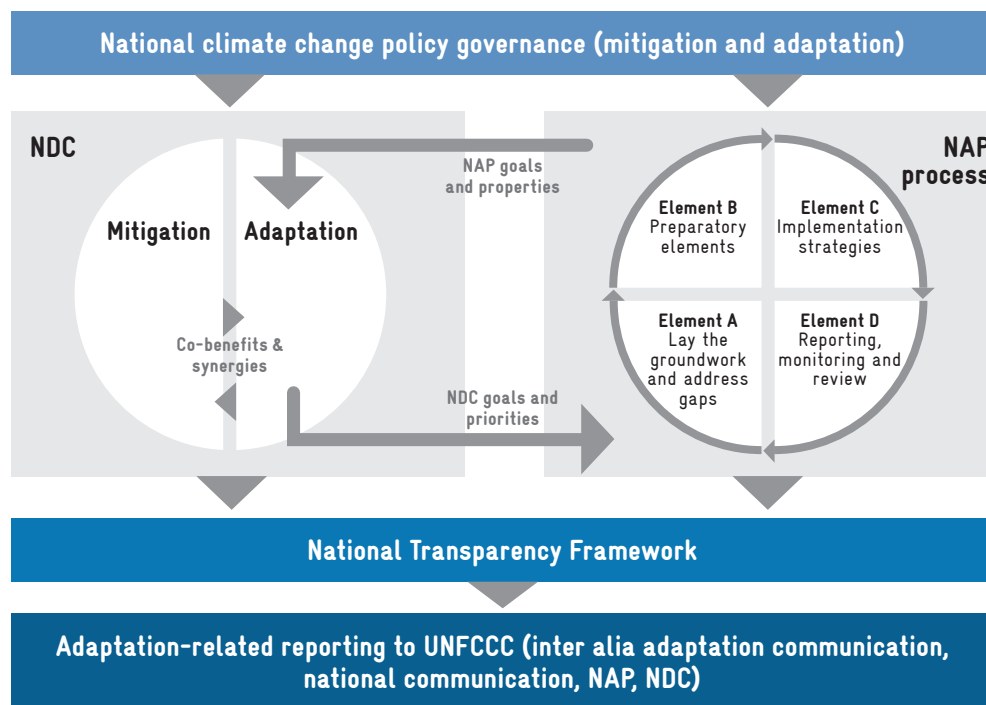 National climate change policy governance (mitigation and adaptation)
NDC
Mitigation
Adaptation
Co-benefits &
synergies
NAP goals
and properties
NDC goals and
priorities
NAP
process
Element B
Preparatory
elements
Element C
Implementation
strategies
Element A
Lay the
groundwork
and address
gaps
Element D
Reporting,
monitoring and
review
National Transparency Framework
Adaptation-related reporting to UNFCCC (inter alia adaptation communication,
national communication, NAP, NDC)